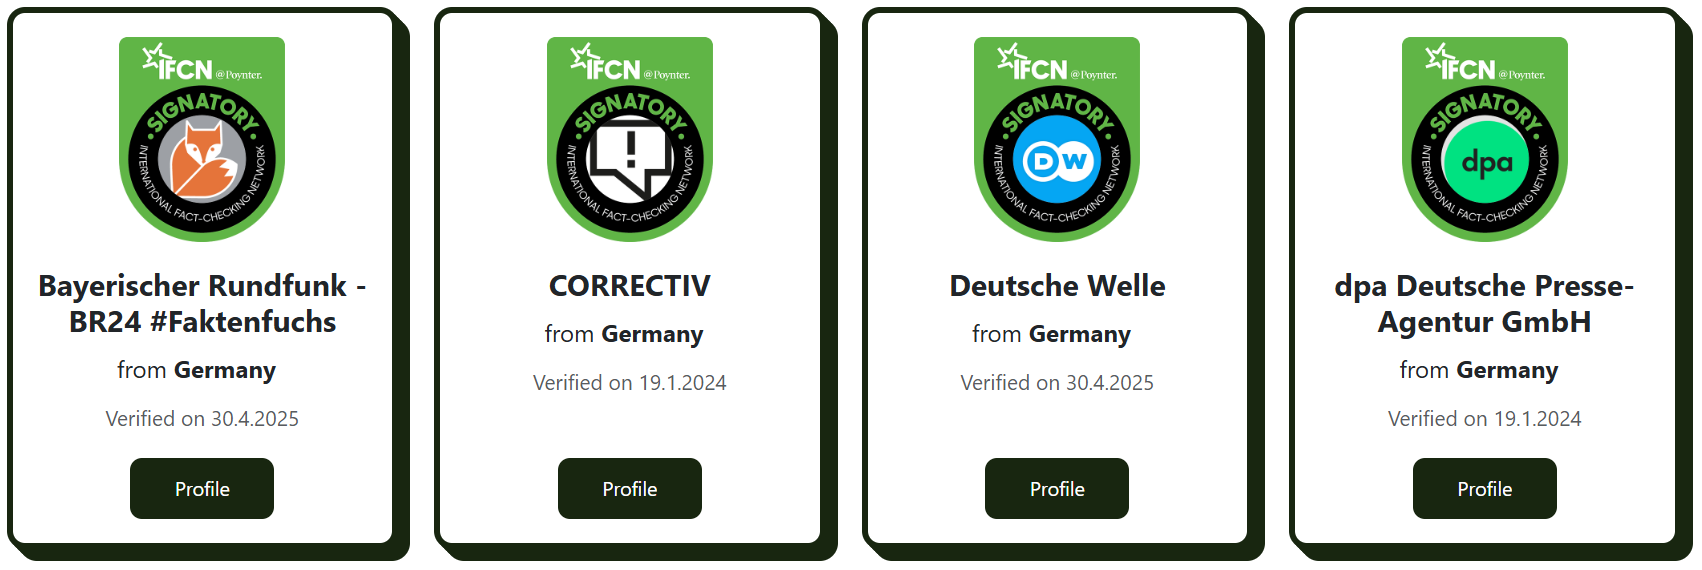 IFCN @Poynter.
SIGNATORY
INTERNATIONAL FACT-CHECKING NETWORK
Bayerischer Rundfunk -
BR24 #Faktenfuchs
from Germany
Verified on 30.4.2025
Profile
IFCN @Poynter.
SIGNATORY
!
INTERNATIONAL FACT-CHECKING NETWORK
CORRECTIV
from Germany
Verified on 19.1.2024
Profile
IFCN @Poynter.
SIGNATORY
DW
INTERNATIONAL FACT-CHECKING NETWORK
Deutsche Welle
from Germany
Verified on 30.4.2025
Profile
IFCN @Poynter.
SIGNATORY
dpa
INTERNATIONAL FACT-CHECKING NETWORK
dpa Deutsche Presse-
Agentur GmbH
from Germany
Verified on 19.1.2024
Profile